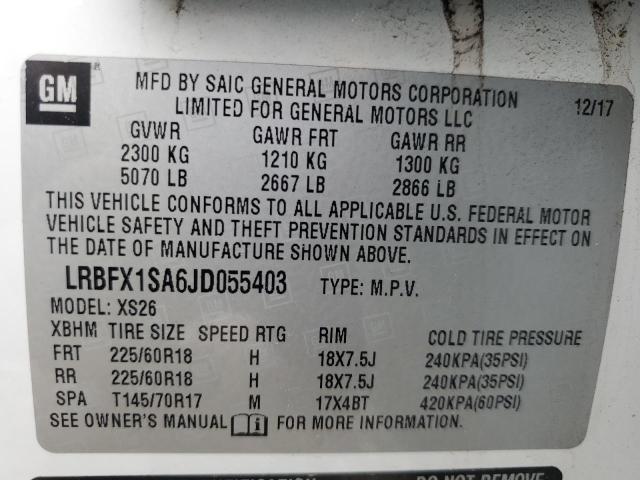 GM
MFD BY SAIC GENERAL MOTORS CORPORATION
LIMITED FOR GENERAL MOTORS LLC
12/17
GVWR GAWR FRT GAWR RR
2300 KG 1210 KG 1300 KG
5070 LB 2667 LB 2866 LB
THIS VEHICLE CONFORMS TO ALL APPLICABLE U.S. FEDERAL MOTOR
VEHICLE SAFETY AND THEFT PREVENTION STANDARDS IN EFFECT ON
THE DATE OF MANUFACTURE SHOWN ABOVE.
LRBFX1SA6JD055403 TYPE: M.P.V.
MODEL: XS26
XBHM TIRE SIZE SPEED RTG RIM COLD TIRE PRESSURE
FRT 225/60R18 H 18X7.5J 240KPA(35PSI)
RR 225/60R18 H 18X7.5J 240KPA(35PSI)
SPA T145/70R17 M 17X4BT 420KPA(60PSI)
SEE OWNER'S MANUAL FOR MORE INFORMATION.
DO NOT REMOVE